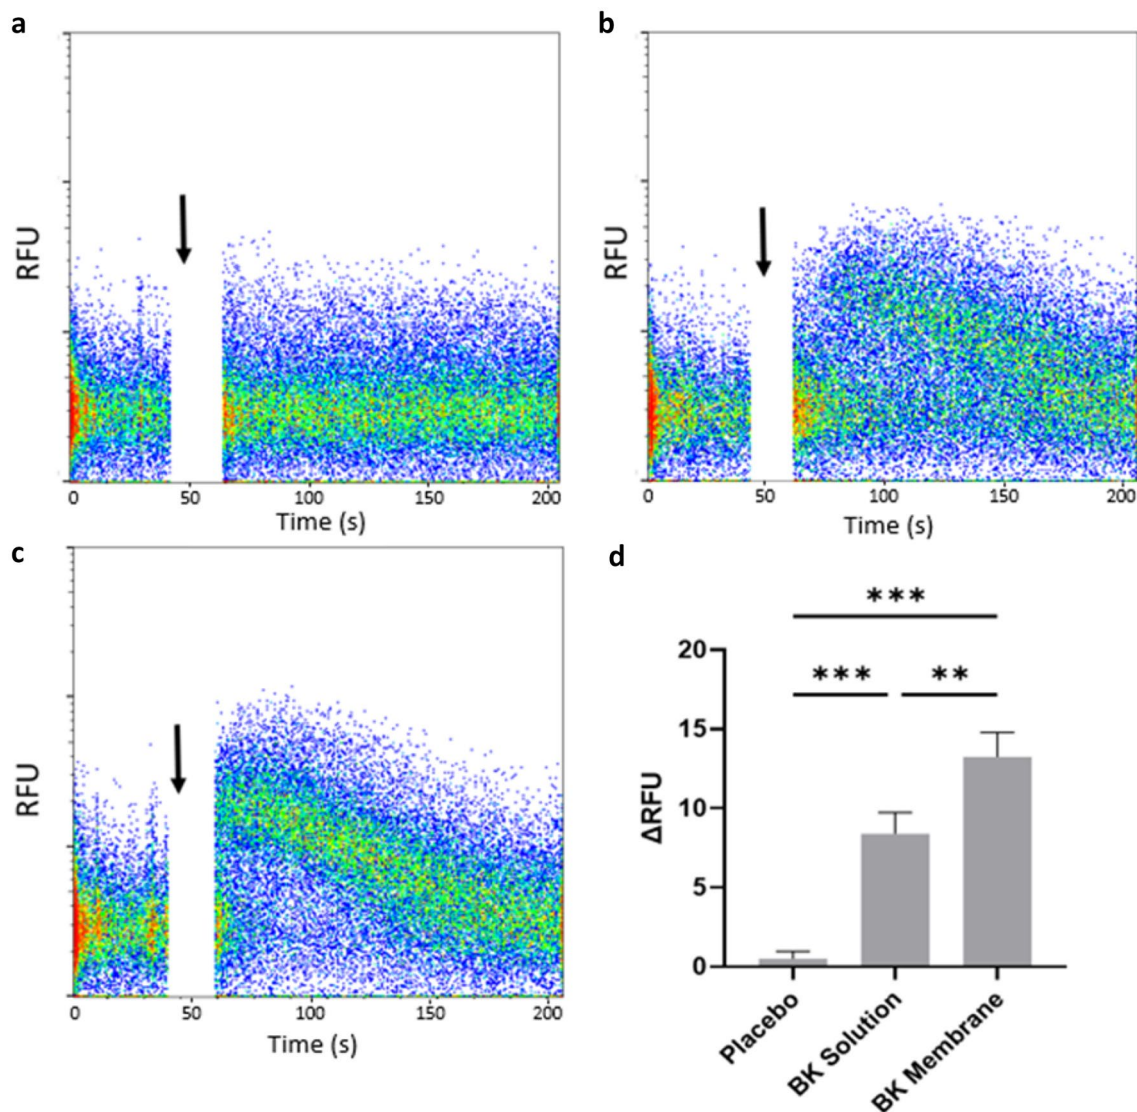 a
RFU
0 50 100 150 200
Time (s)
b
RFU
0 50 100 150 200
Time (s)
c
RFU
0 50 100 150 200
Time (s)
d
***
*** **
ΔRFU
20
15
10
5
0
Placebo
BK Solution
BK Membrane